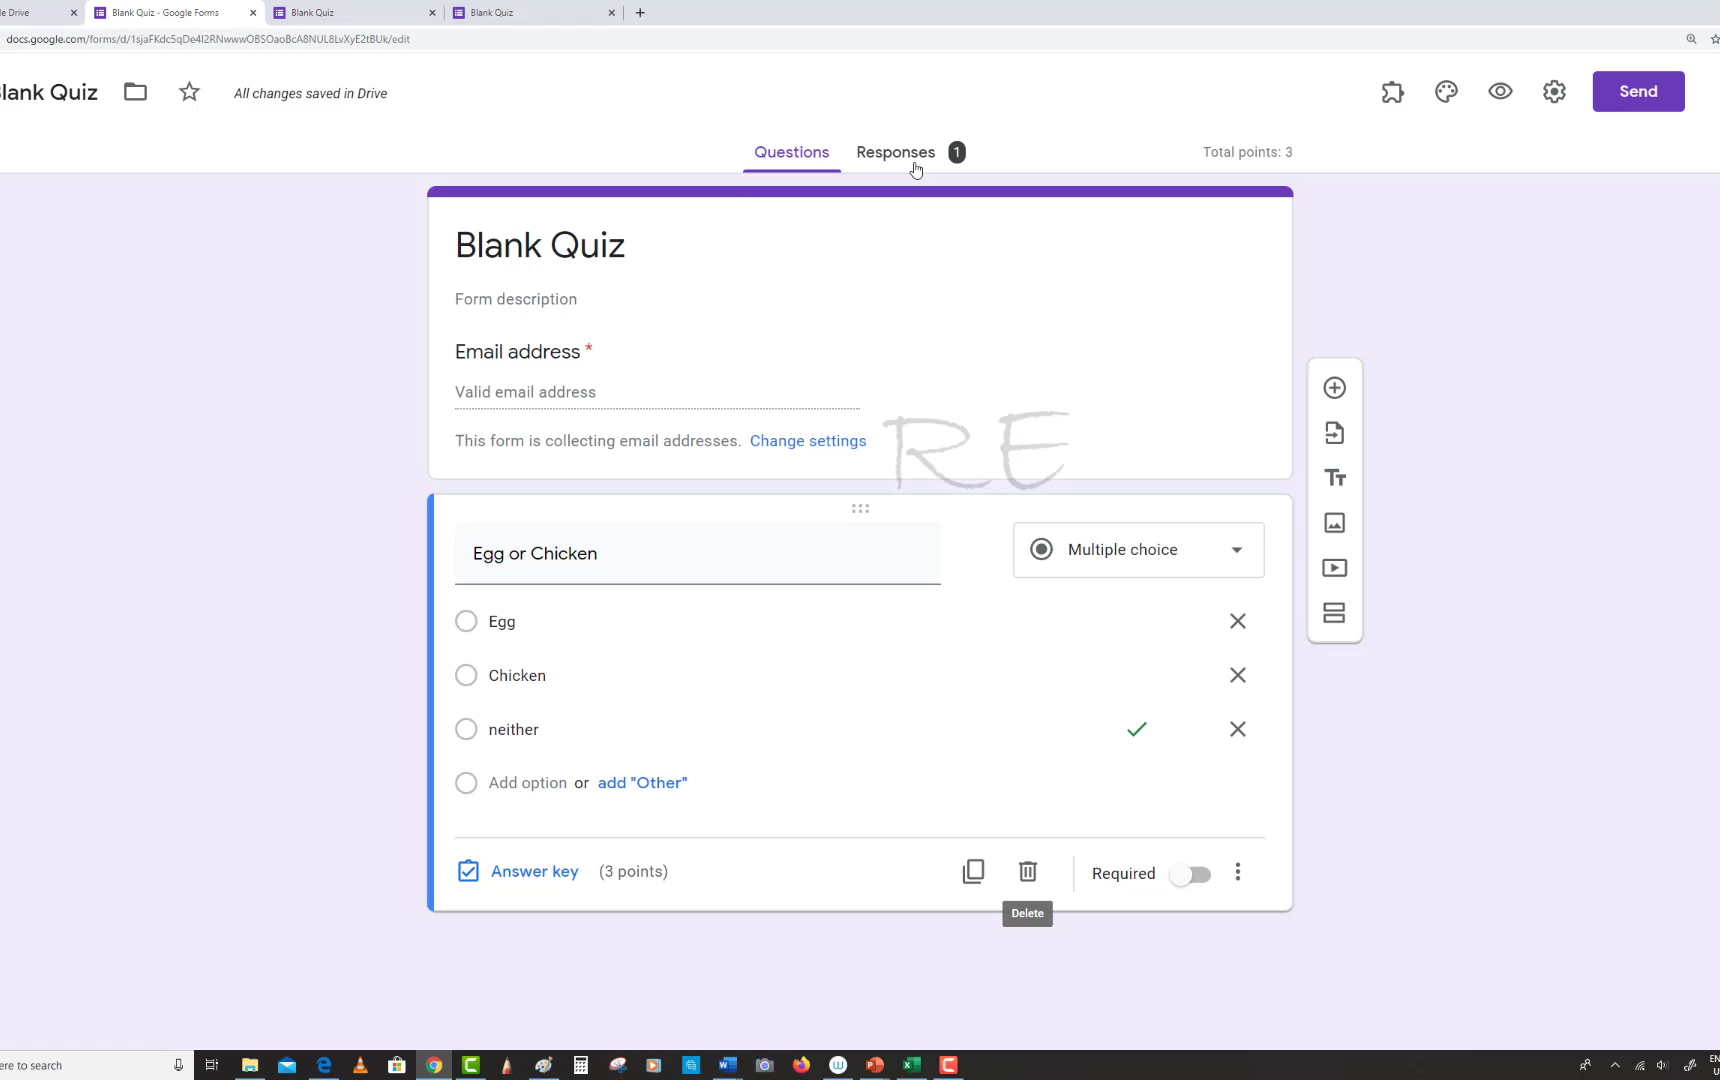 le Drive
Blank Quiz - Google Forms
Blank Quiz
Blank Quiz
docs.google.com/forms/d/1sjaFKdc5qDe4I2RNwwwOBSOaoBcA8NUL8LvXyE2tBUk/edit
Blank Quiz
All changes saved in Drive
Send
Questions
Responses 1
Total points: 3
Blank Quiz
Form description
Email address *
Valid email address
This form is collecting email addresses. Change settings
RE
Egg or Chicken
Multiple choice
Egg
Chicken
neither
Add option or add "Other"
Answer key (3 points)
Required
Delete
ere to search
EN